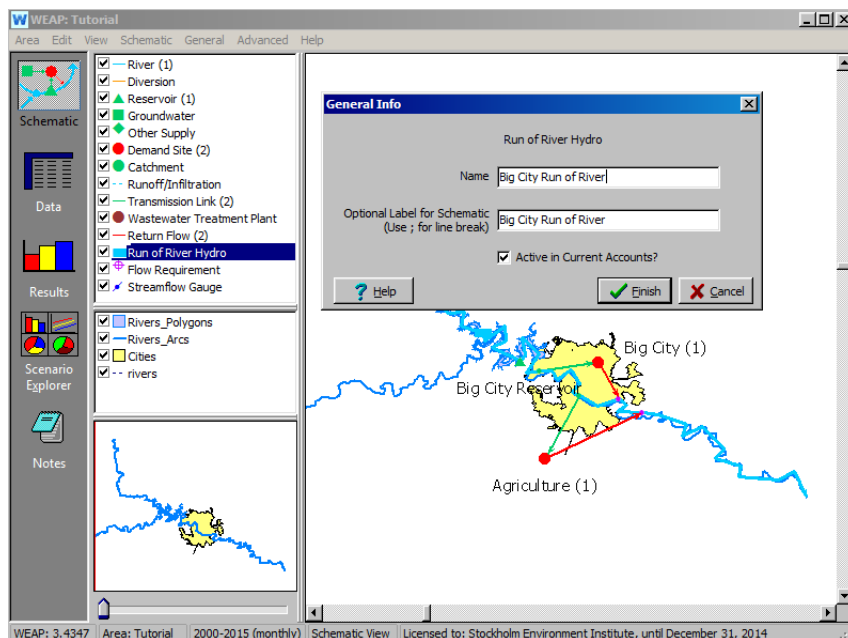 WEAP: Tutorial
Area Edit View Schematic General Advanced Help
Schematic
Data
Results
Scenario
Explorer
Notes
River (1)
Diversion
Reservoir (1)
Groundwater
Other Supply
Demand Site (2)
Catchment
Runoff/Infiltration
Transmission Link (2)
Wastewater Treatment Plant
Return Flow (2)
Run of River Hydro
Flow Requirement
Streamflow Gauge
Rivers_Polygons
Rivers_Arcs
Cities
rivers
General Info
Run of River Hydro
Name Big City Run of River
Optional Label for Schematic
(Use ; for line break)
Big City Run of River
Active in Current Accounts?
? Help
Finish
Cancel
Big City (1)
Big City Reservoir
Agriculture (1)
WEAP: 3.4347 Area: Tutorial 2000-2015 (monthly) Schematic View Licensed to: Stockholm Environment Institute, until December 31, 2014